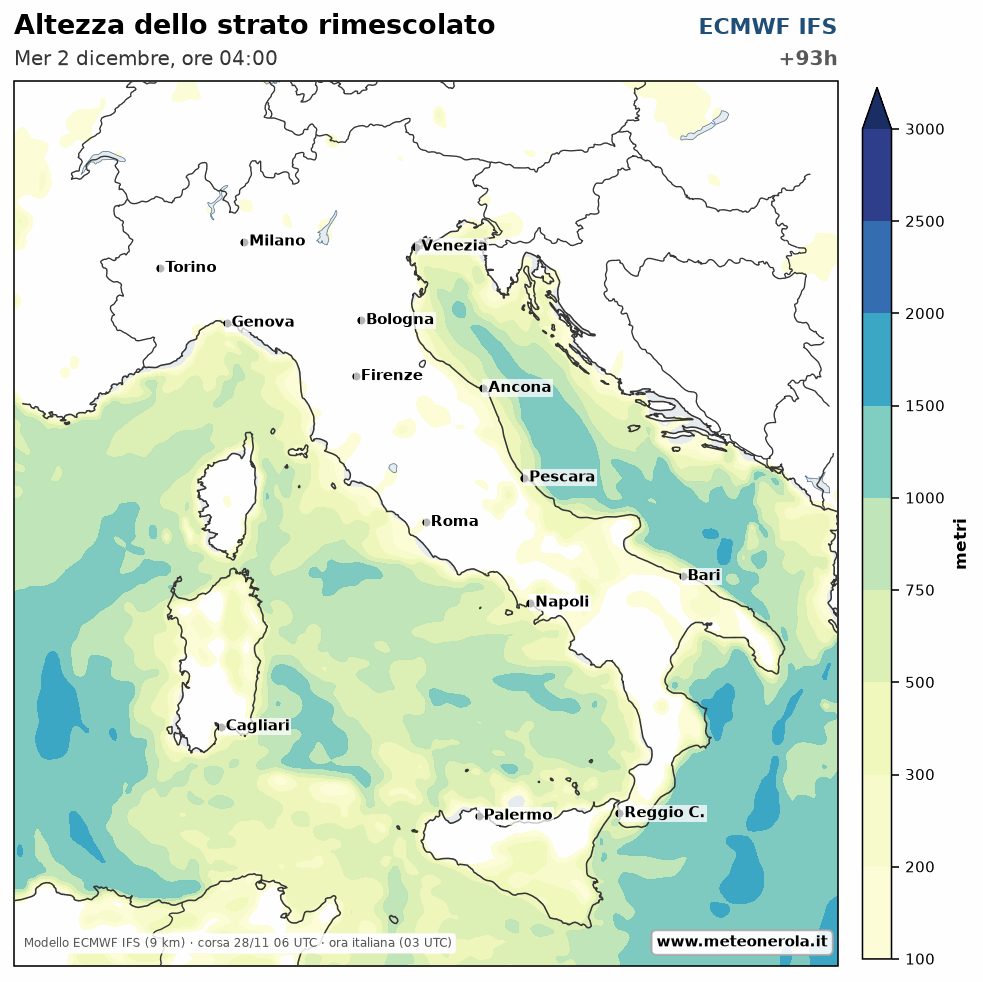 Altezza dello strato rimescolato
ECMWF IFS
Mer 2 dicembre, ore 04:00
+93h
3000
2500
2000
1500
1000
750
500
300
200
100
metri
Milano
Venezia
Torino
Genova
Bologna
Firenze
Ancona
Pescara
Roma
Bari
Napoli
Cagliari
Palermo
Reggio C.
Modello ECMWF IFS (9 km) · corsa 28/11 06 UTC · ora italiana (03 UTC)
www.meteonerola.it